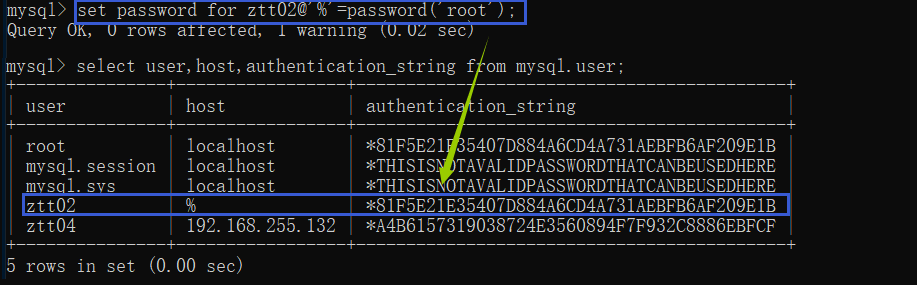 mysql> set password for ztt02@'%'=password('root');
Query OK, 0 rows affected, 1 warning (0.02 sec)
mysql> select user,host,authentication_string from mysql.user;
+---------------+-----------------+-------------------------------------------+
| user | host | authentication_string |
+---------------+-----------------+-------------------------------------------+
| root | localhost | *81F5E21E35407D884A6CD4A731AEBFB6AF209E1B |
| mysql.session | localhost | *THISISNOTAVALIDPASSWORDTHATCANBEUSEDHERE |
| mysql.sys | localhost | *THISISNOTAVALIDPASSWORDTHATCANBEUSEDHERE |
| ztt02 | % | *81F5E21E35407D884A6CD4A731AEBFB6AF209E1B |
| ztt04 | 192.168.255.132 | *A4B6157319038724E3560894F7F932C8886EBFCF |
+---------------+-----------------+-------------------------------------------+
5 rows in set (0.00 sec)